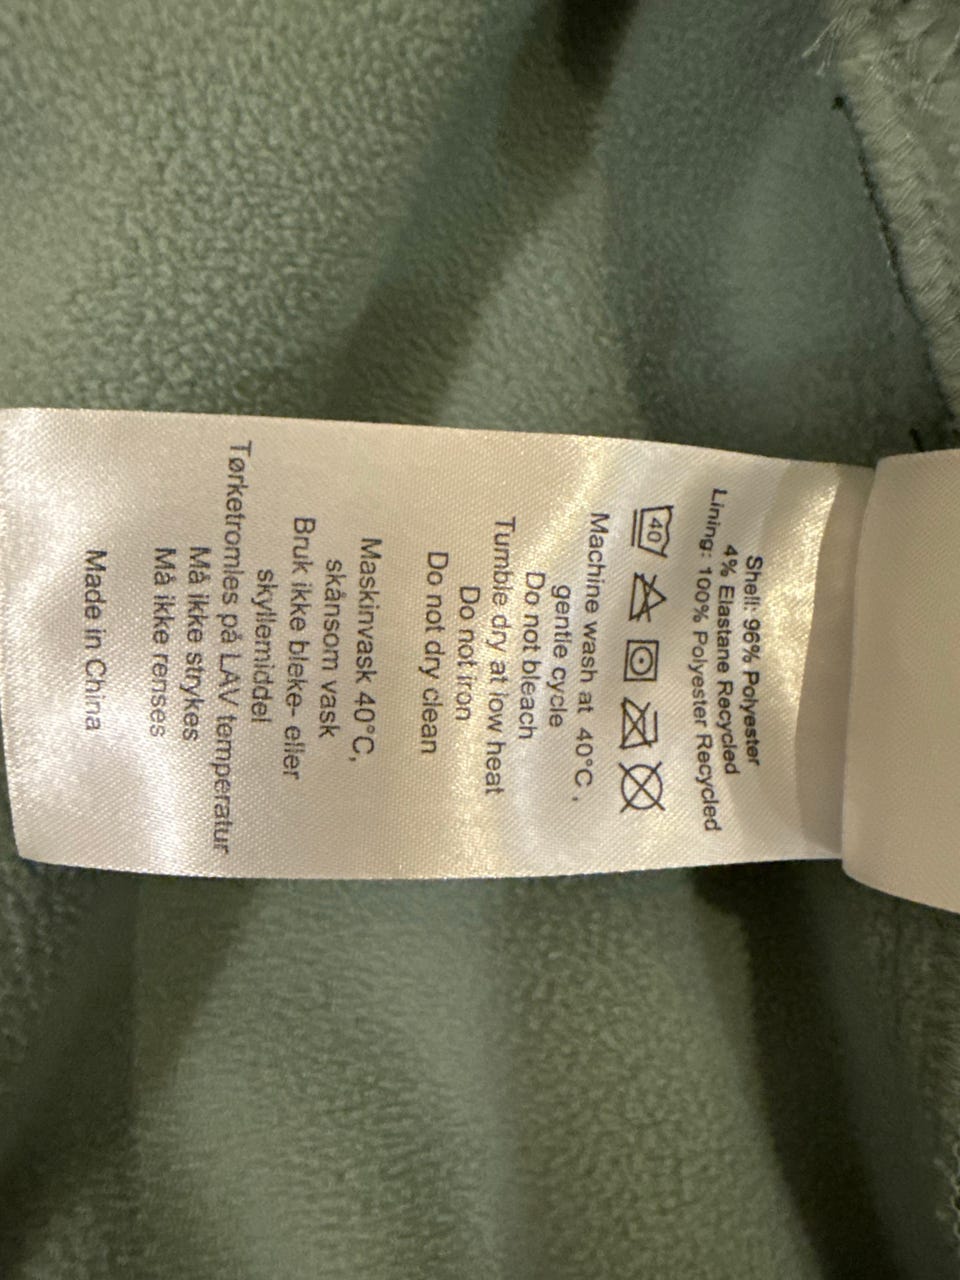 Shell: 96% Polyester
4% Elastane Recycled
Lining: 100% Polyester Recycled
40
Machine wash at 40°C ,
gentle cycle
Do not bleach
Tumble dry at low heat
Do not iron
Do not dry clean
Maskinvask 40°C,
skånsom vask
Bruk ikke bleke- eller
skyllemiddel
Tørketromles på LAV temperatur
Må ikke strykes
Må ikke renses
Made in China